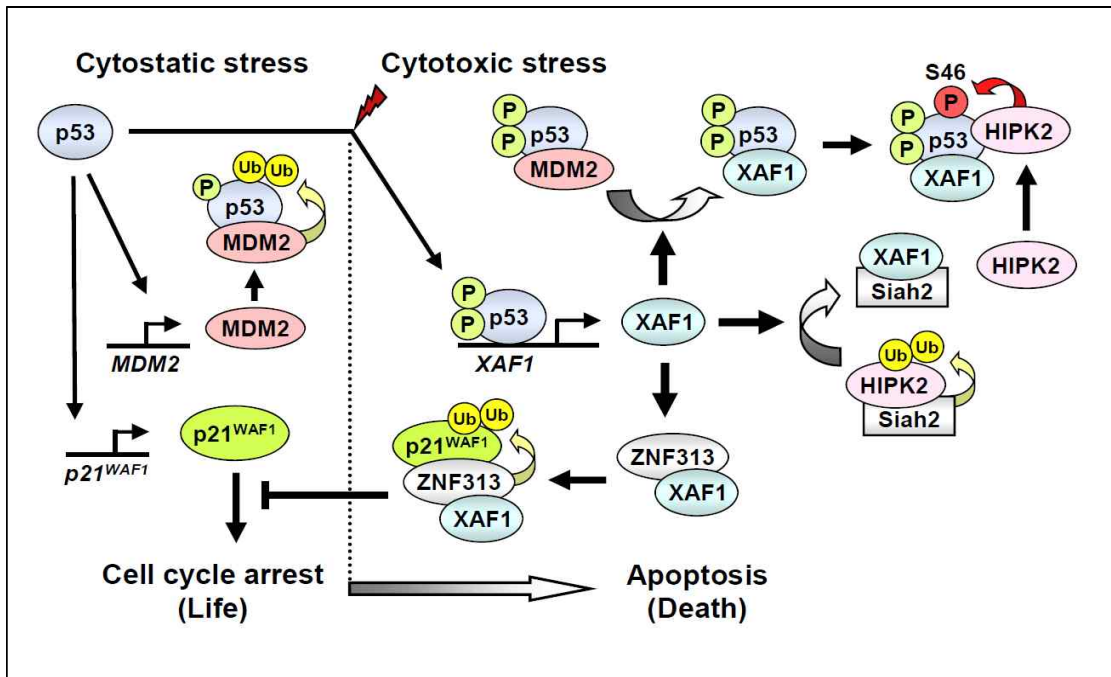 Cytostatic stress
Cytotoxic stress
S46
p53
P
P
p53
MDM2
P
P
p53
XAF1
P
P
P
p53
HIPK2
XAF1
Ub
Ub
P
p53
MDM2
XAF1
Siah2
HIPK2
MDM2
MDM2
P
P
p53
XAF1
XAF1
Ub
Ub
HIPK2
Siah2
p21WAF1
p21WAF1
Ub
Ub
p21WAF1
ZNF313
XAF1
ZNF313
XAF1
Cell cycle arrest
(Life)
Apoptosis
(Death)